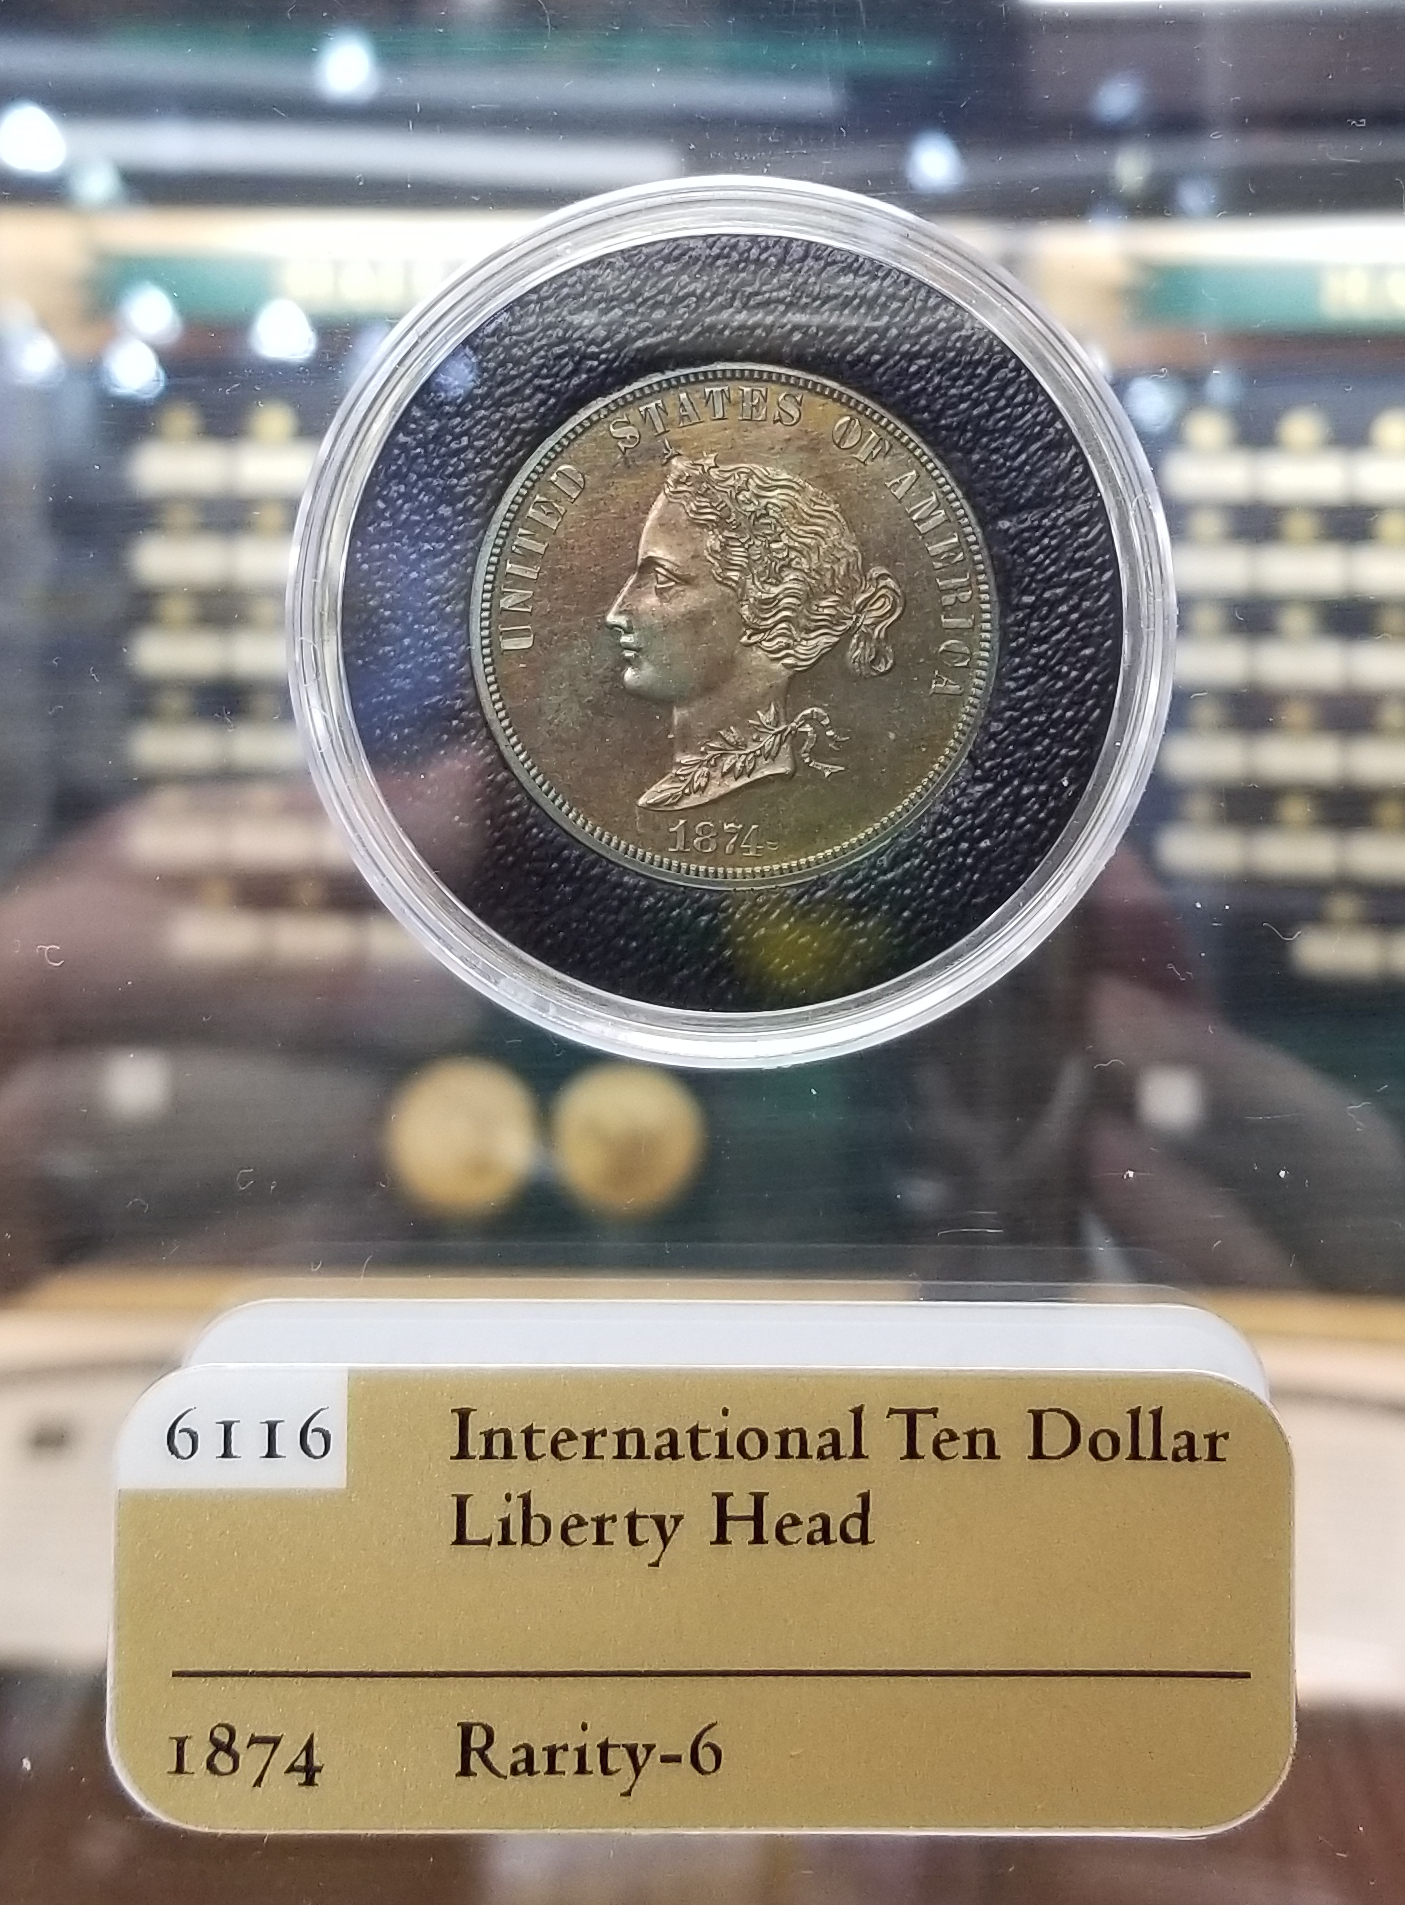 UNITED STATES OF AMERICA
1874
6116
International Ten Dollar
Liberty Head
1874 Rarity-6